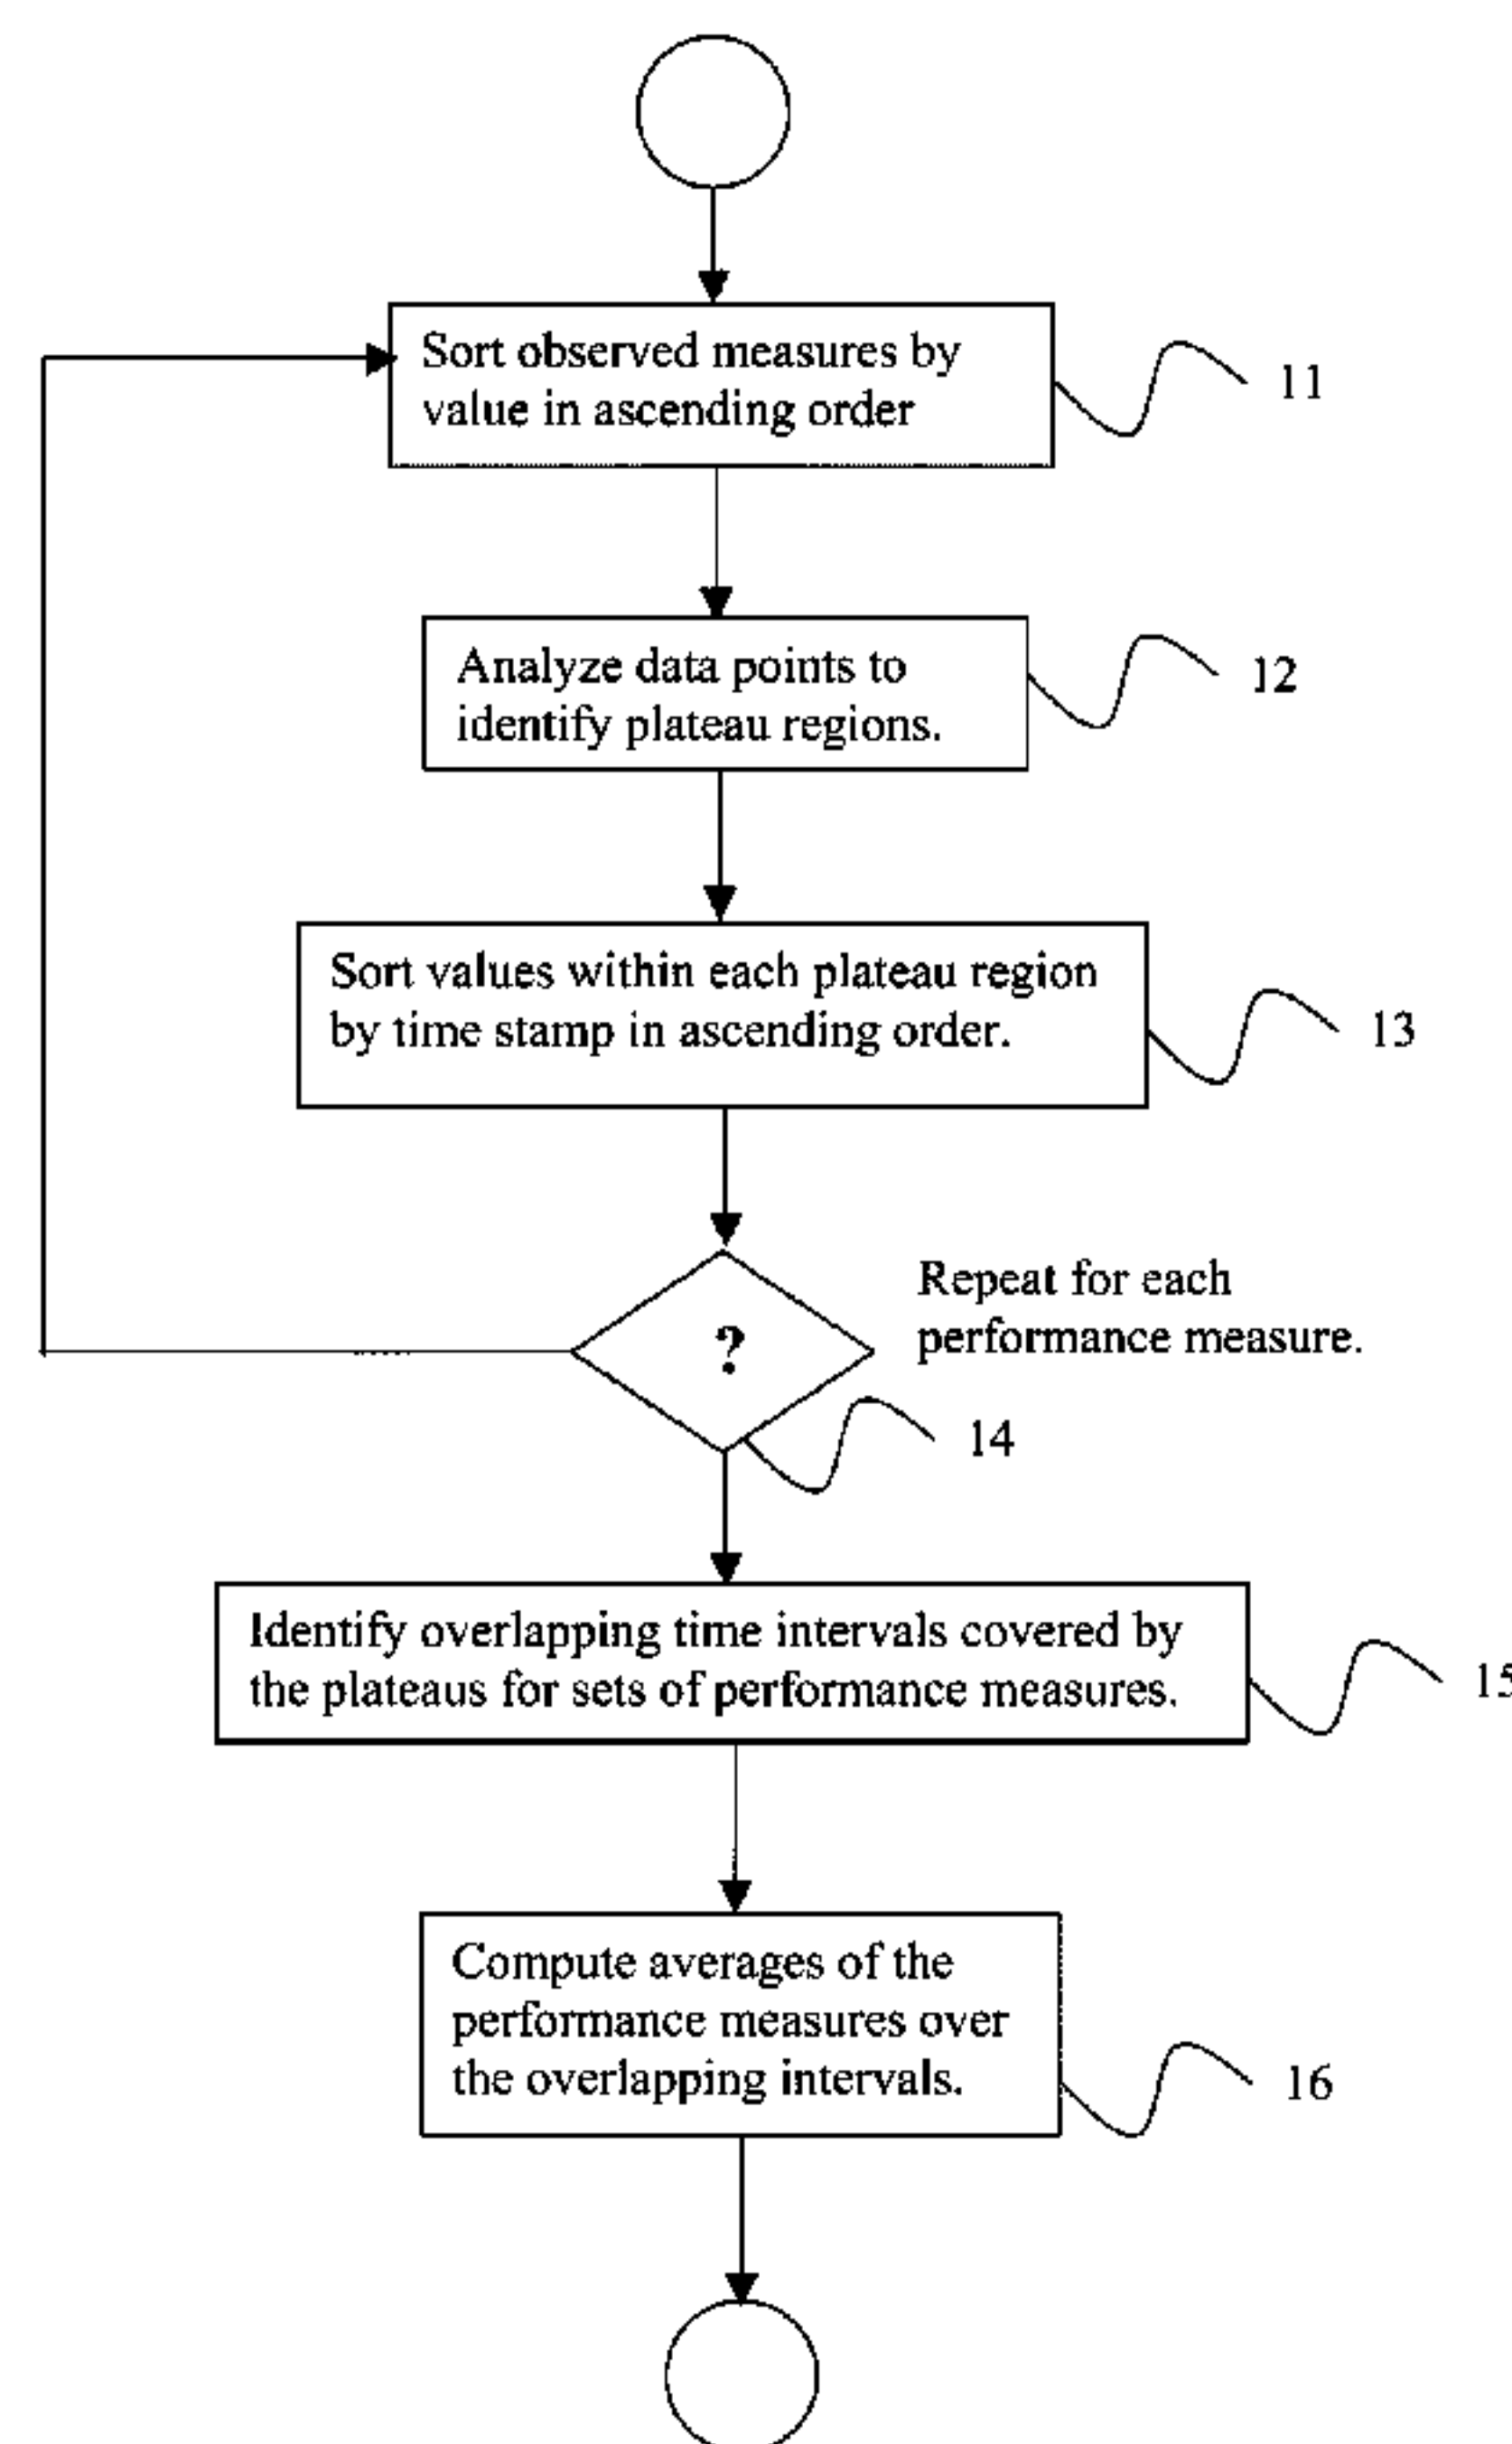 Sort observed measures by
value in ascending order
11
Analyze data points to
identify plateau regions.
12
Sort values within each plateau region
by time stamp in ascending order.
13
?
Repeat for each
performance measure.
14
Identify overlapping time intervals covered by
the plateaus for sets of performance measures.
15
Compute averages of the
performance measures over
the overlapping intervals.
16